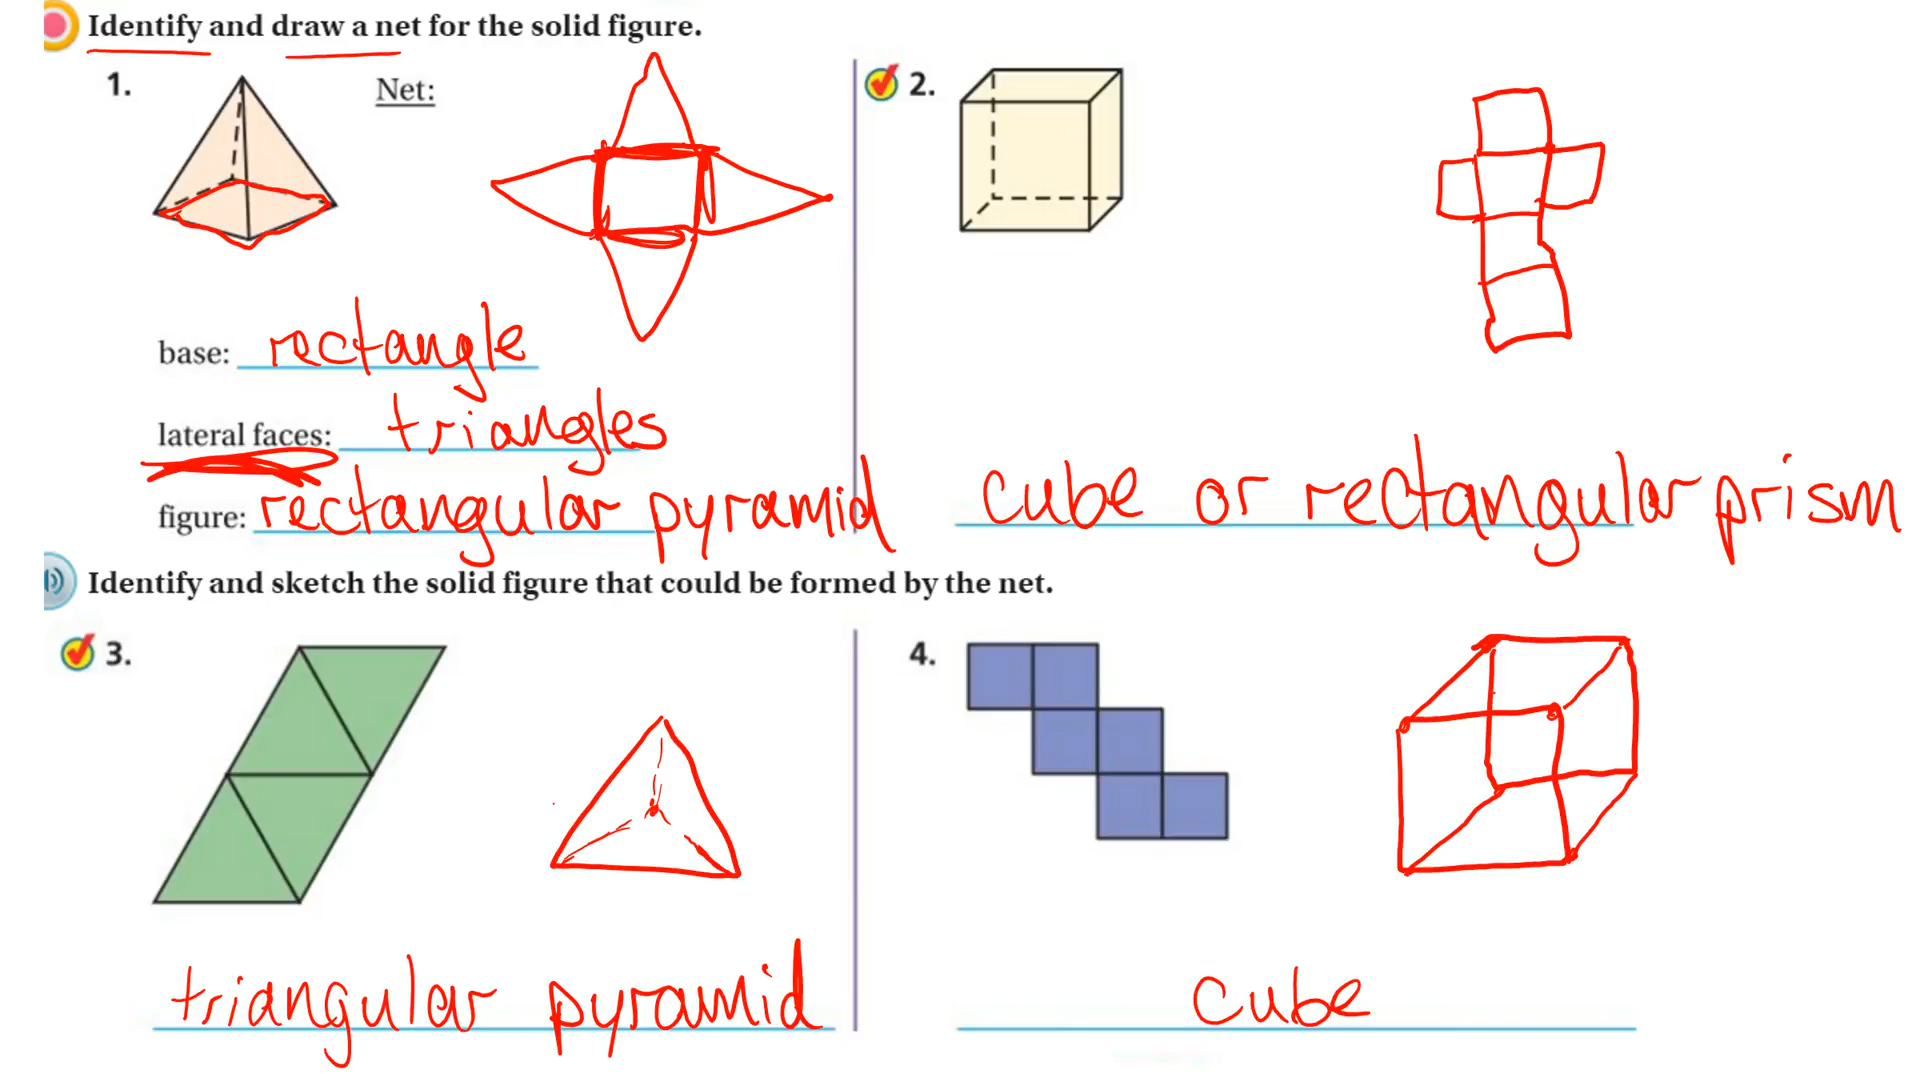 Identify and draw a net for the solid figure.
1. Net:
base: rectangle
lateral faces: triangles
figure: rectangular pyramid
2.
cube or rectangular prism
Identify and sketch the solid figure that could be formed by the net.
3.
triangular pyramid
4.
cube